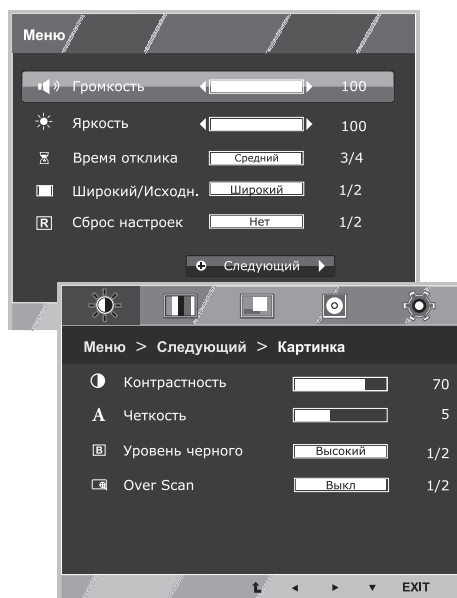 Меню
Громкость 100
Яркость 100
Время отклика Средний 3/4
Широкий/Исходн. Широкий 1/2
R Сброс настроек Нет 1/2
Следующий
Меню > Следующий > Картинка
Контрастность 70
A Четкость 5
B Уровень черного Высокий 1/2
Over Scan Выкл 1/2
EXIT